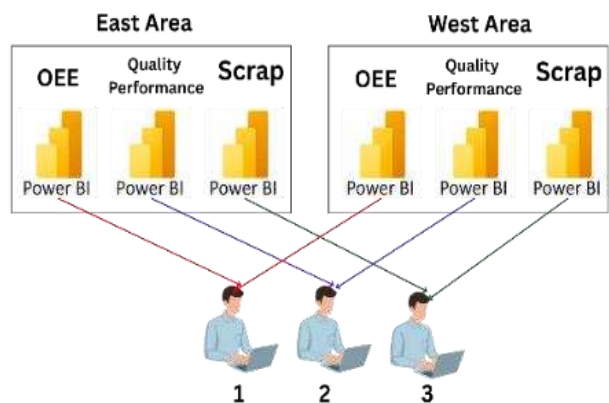 East Area
West Area
OEE
Quality
Performance
Scrap
OEE
Quality
Performance
Scrap
Power BI
Power BI
Power BI
Power BI
Power BI
Power BI
1
2
3